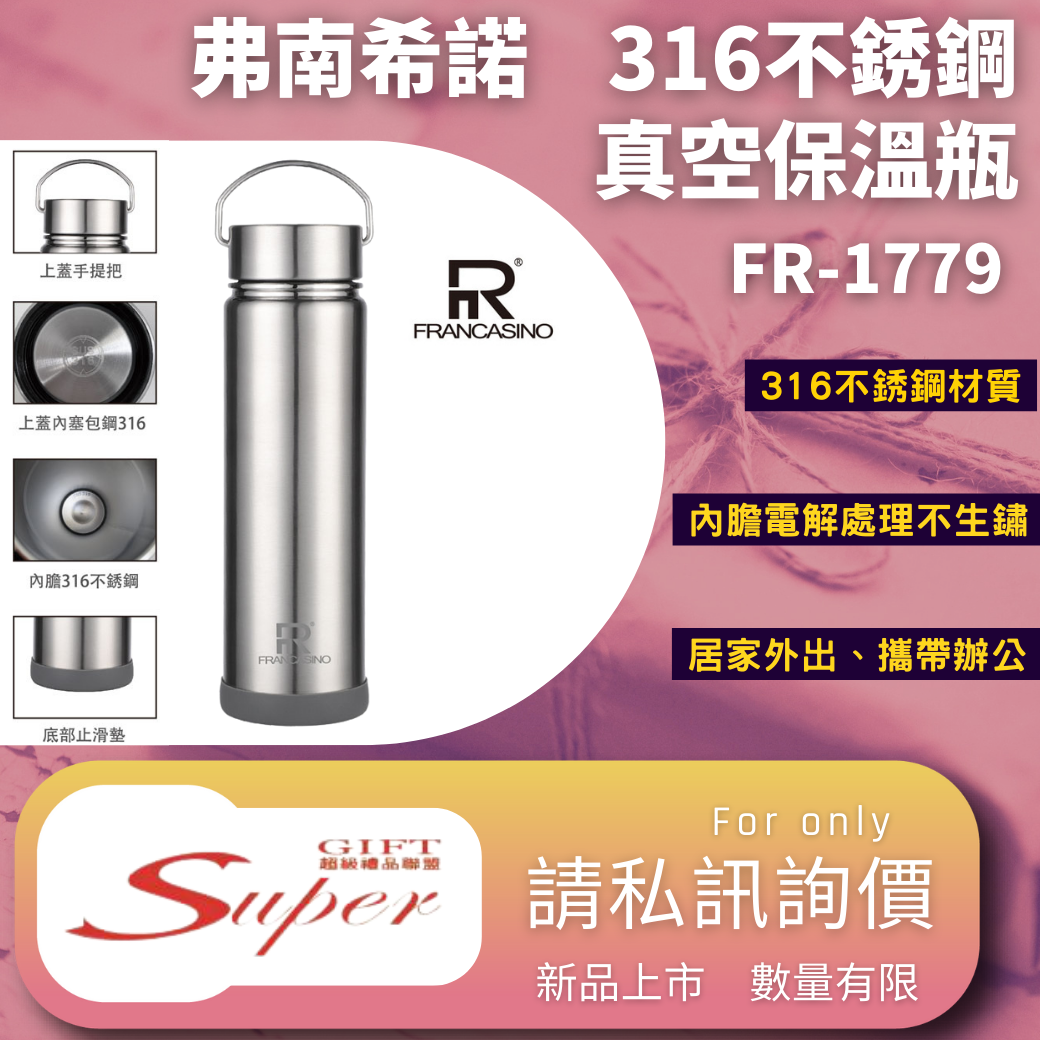 弗南希諾 316不銹鋼
真空保溫瓶
FR-1779
上蓋手提把
上蓋內塞包鋼316
內膽316不銹鋼
底部止滑墊
R®
FRANCASINO
R
FRANCASINO
316不銹鋼材質
內膽電解處理不生鏽
居家外出、攜帶辦公
GIFT
超級禮品聯盟
Super
For only
請私訊詢價
新品上市 數量有限